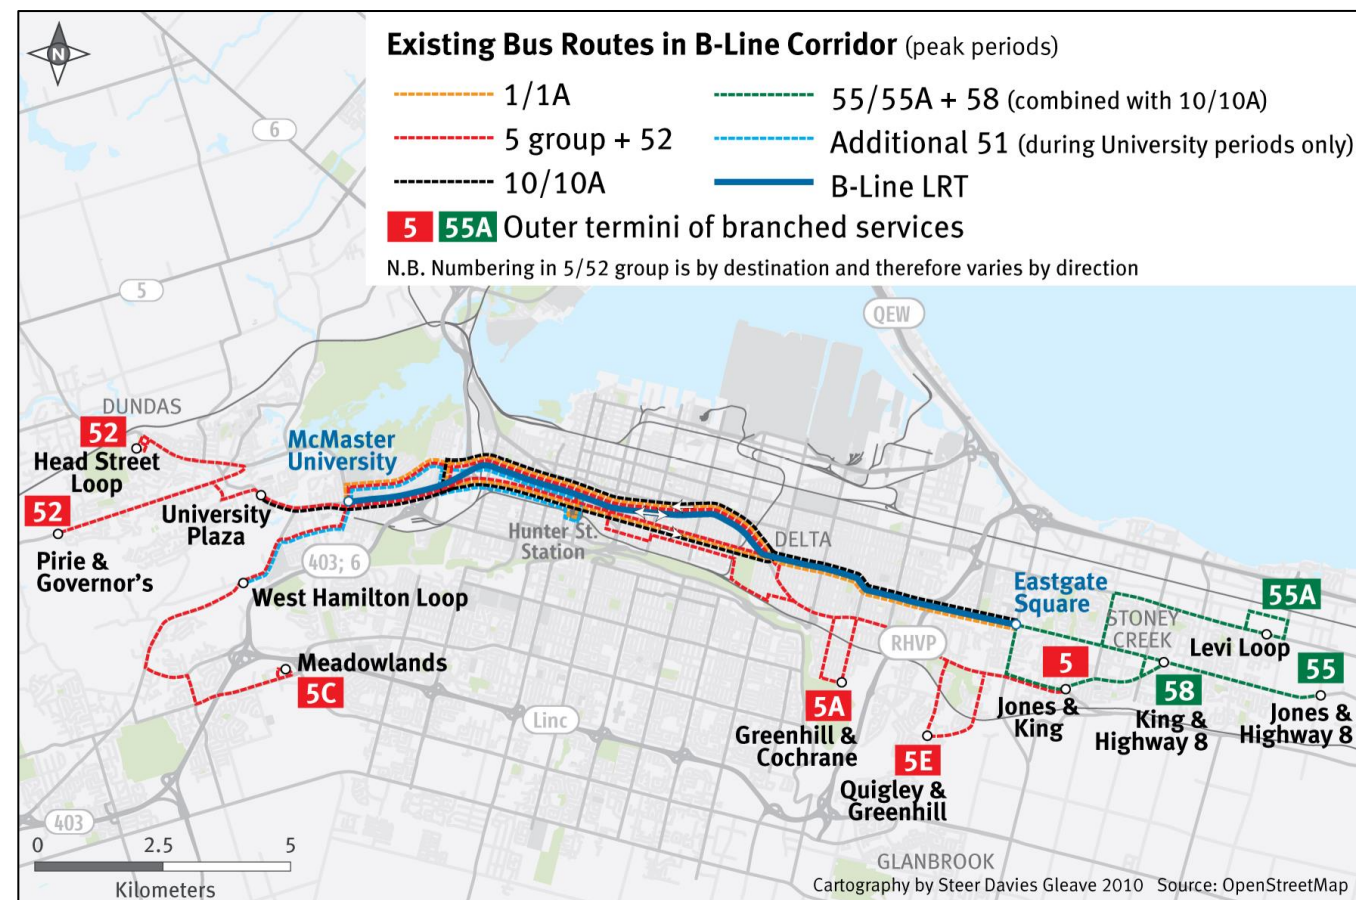 N
Existing Bus Routes in B-Line Corridor (peak periods)
1/1A
5 group + 52
10/10A
55/55A + 58 (combined with 10/10A)
Additional 51 (during University periods only)
B-Line LRT
5 55A Outer termini of branched services
N.B. Numbering in 5/52 group is by destination and therefore varies by direction
6
5
QEW
DUNDAS
52
Head Street
Loop
52
Pirie &
Governor's
University
Plaza
McMaster
University
403; 6
West Hamilton Loop
Meadowlands
5C
Hunter St.
Station
DELTA
Linc
RHVP
Eastgate
Square
STONEY
CREEK
55A
Levi Loop
55
Jones &
Highway 8
58
King &
Highway 8
5
Jones &
King
5A
Greenhill &
Cochrane
5E
Quigley &
Greenhill
403
0 2.5 5
Kilometers
GLANBROOK
Cartography by Steer Davies Gleave 2010 Source: OpenStreetMap